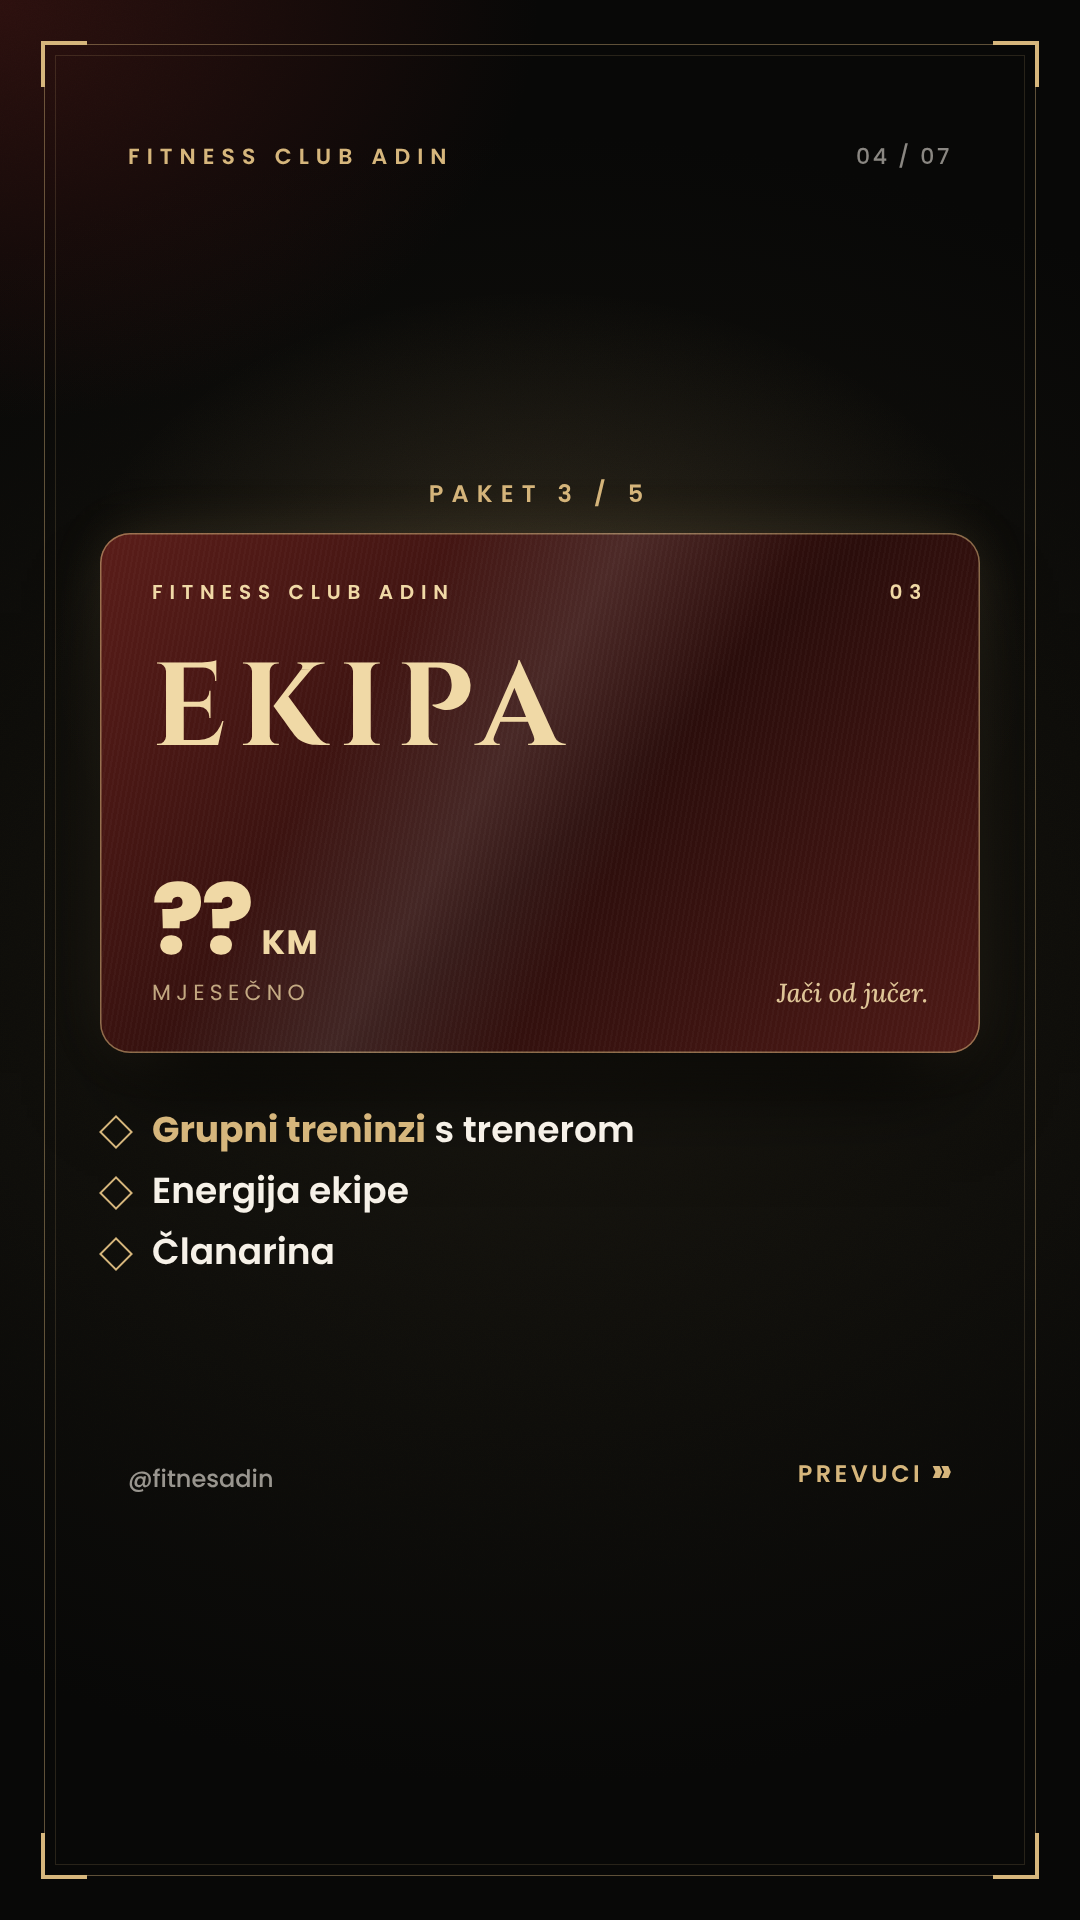 FITNESS CLUB ADIN
04 / 07
PAKET 3 / 5
FITNESS CLUB ADIN
03
EKIPA
?? KM
MJESEČNO
Jači od jučer.
Grupni treninzi s trenerom
Energija ekipe
Članarina
@fitnesadin
PREVUCI »